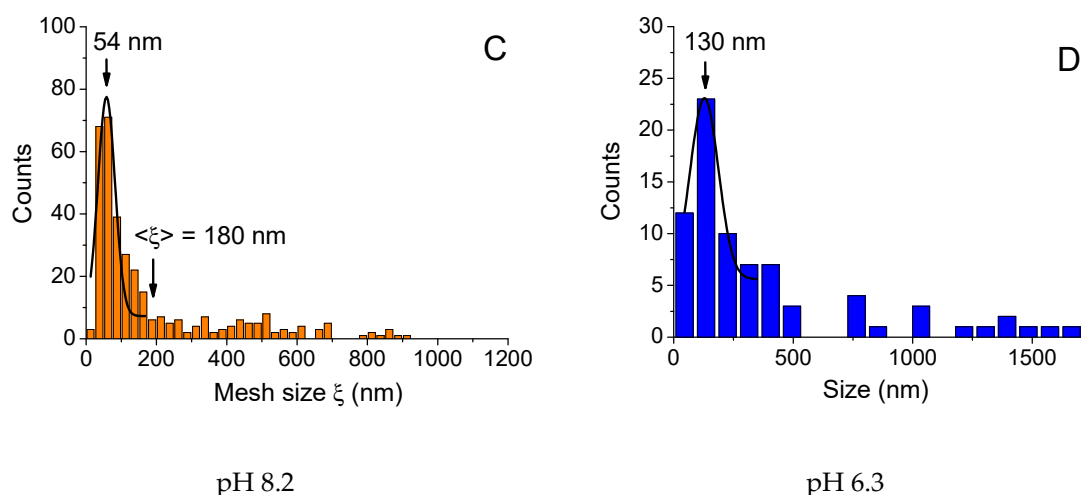 C
54 nm
<ξ> = 180 nm
Counts
100
80
60
40
20
0
0
200
400
600
800
1000
1200
Mesh size ξ (nm)
pH 8.2
D
130 nm
Counts
30
25
20
15
10
5
0
0
500
1000
1500
Size (nm)
pH 6.3